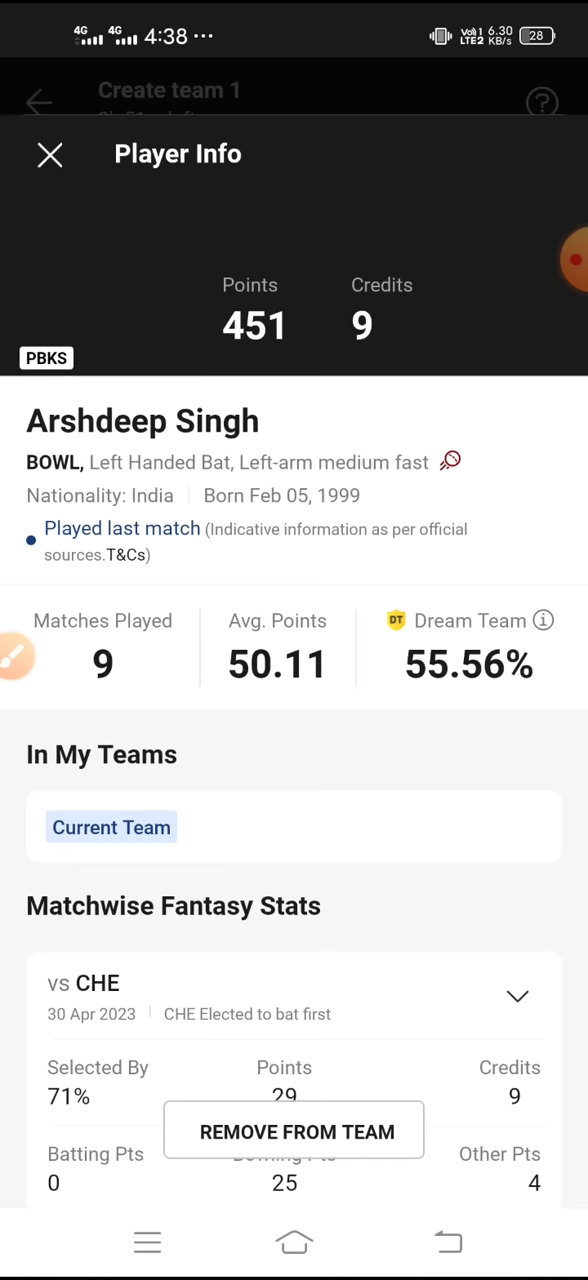 4G 4G 4:38 ··· Vo) 1 LTE2 6.30 KB/s 28
Create team 1
Player Info
Points Credits
451 9
PBKS
Arshdeep Singh
BOWL, Left Handed Bat, Left-arm medium fast
Nationality: India Born Feb 05, 1999
Played last match (Indicative information as per official
sources.T&Cs)
Matches Played Avg. Points DT Dream Team
9 50.11 55.56%
In My Teams
Current Team
Matchwise Fantasy Stats
vs CHE
30 Apr 2023 CHE Elected to bat first
Selected By Points Credits
71% 29 9
REMOVE FROM TEAM
Batting Pts Bowling Pts Other Pts
0 25 4